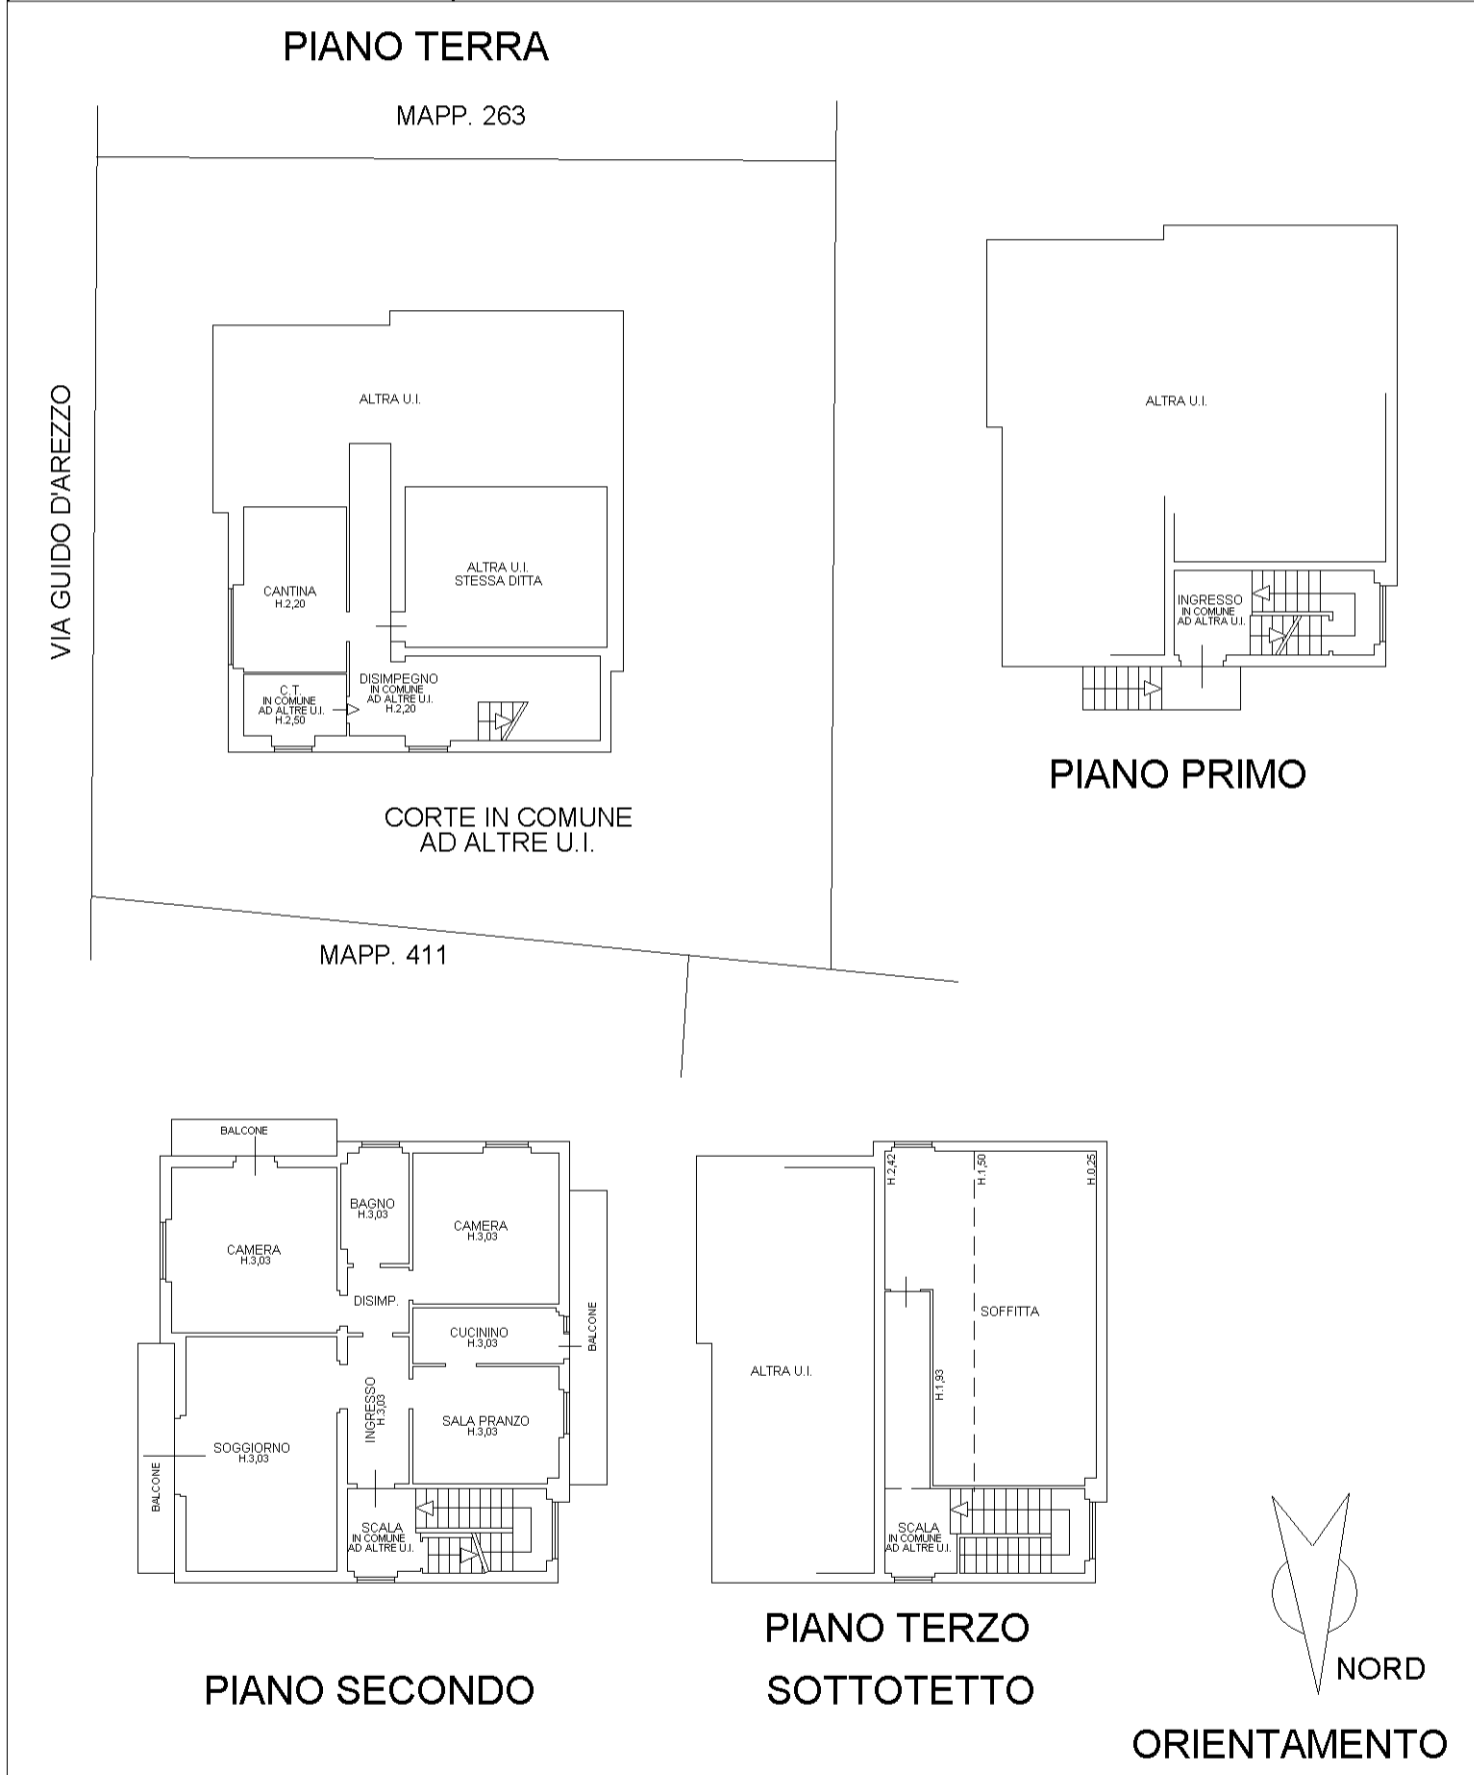 PIANO TERRA
MAPP. 263
VIA GUIDO D'AREZZO
ALTRA U.I.
ALTRA U.I.
STESSA DITTA
CANTINA
H.2,20
C.T.
IN COMUNE
AD ALTRE U.I.
H.2,50
DISIMPEGNO
IN COMUNE
AD ALTRE U.I.
H.2,20
CORTE IN COMUNE
AD ALTRE U.I.
MAPP. 411
ALTRA U.I.
INGRESSO
IN COMUNE
AD ALTRA U.I.
PIANO PRIMO
BALCONE
BAGNO
H.3,03
CAMERA
H.3,03
CAMERA
H.3,03
DISIMP.
CUCININO
H.3,03
BALCONE
INGRESSO
H.3,03
SALA PRANZO
H.3,03
SOGGIORNO
H.3,03
BALCONE
SCALA
IN COMUNE
AD ALTRE U.I.
PIANO SECONDO
H.2,42
H.1,50
H.0,25
SOFFITTA
ALTRA U.I.
H.1,93
SCALA
IN COMUNE
AD ALTRE U.I.
PIANO TERZO
SOTTOTETTO
NORD
ORIENTAMENTO